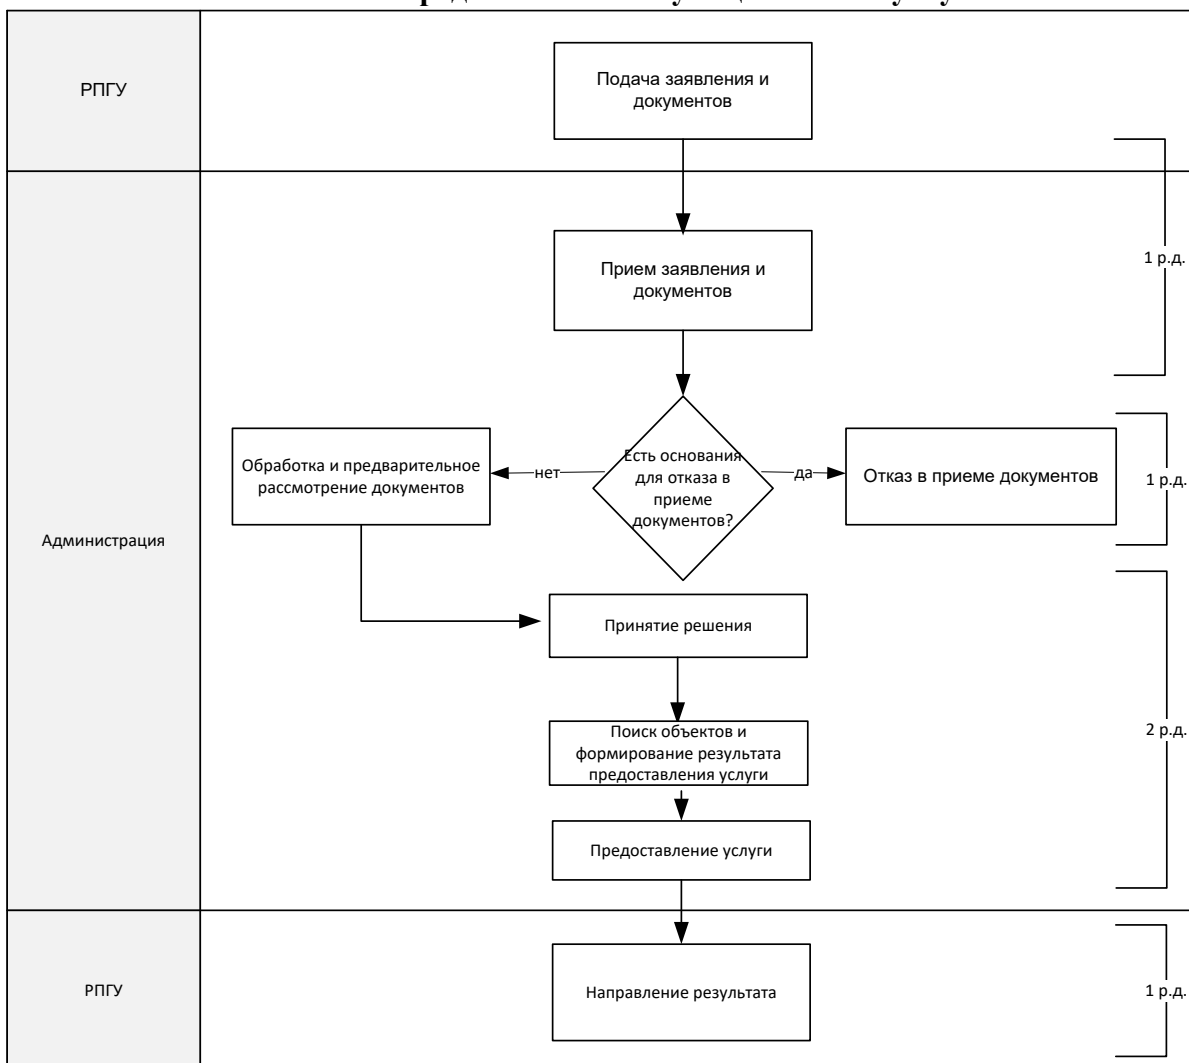 РПГУ
Подача заявления и
документов
Прием заявления и
документов
1 р.д.
Администрация
Обработка и предварительное
рассмотрение документов
нет
Есть основания
для отказа в
приеме
документов?
да
Отказ в приеме документов
1 р.д.
Принятие решения
Поиск объектов и
формирование результата
предоставления услуги
2 р.д.
Предоставление услуги
РПГУ
Направление результата
1 р.д.